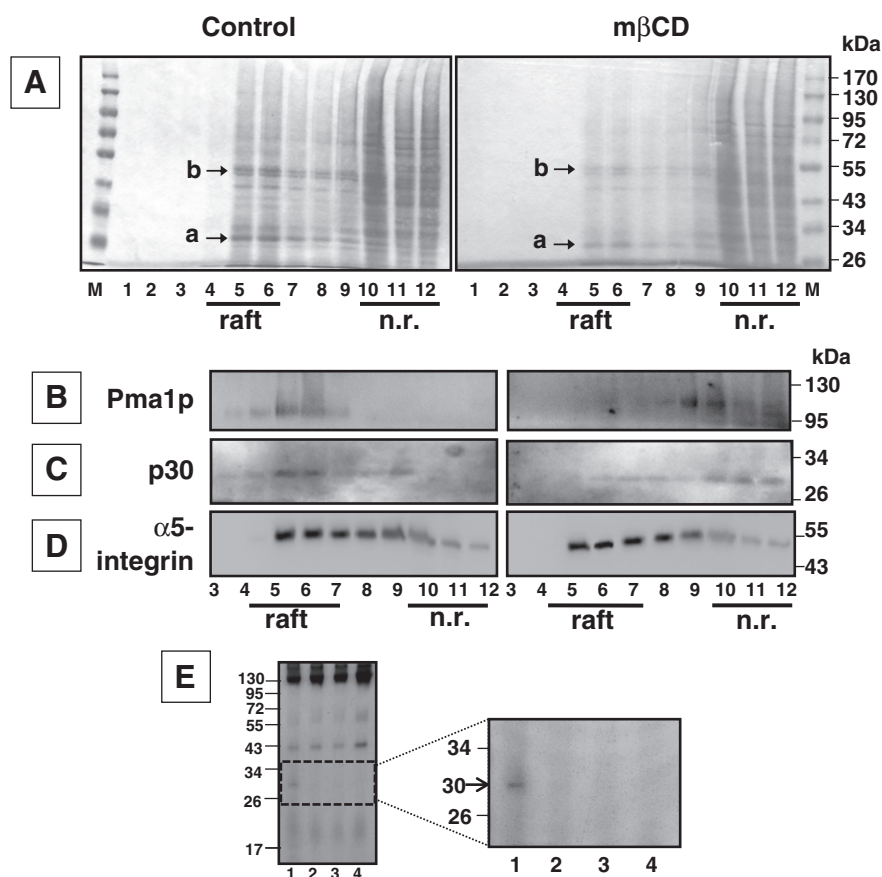 Control mβCD
kDa
A
170
130
95
72
b b 55
43
34
a a
26
M 1 2 3 4 5 6 7 8 9 10 11 12 1 2 3 4 5 6 7 8 9 10 11 12 M
raft n.r. raft n.r.
kDa
B Pma1p 130
95
C p30 34
26
D α5- 55
integrin 43
3 4 5 6 7 8 9 10 11 12 3 4 5 6 7 8 9 10 11 12
raft n.r. raft n.r.
E
130
95
72
55
43
34
26
17
1 2 3 4
34
30
26
1 2 3 4